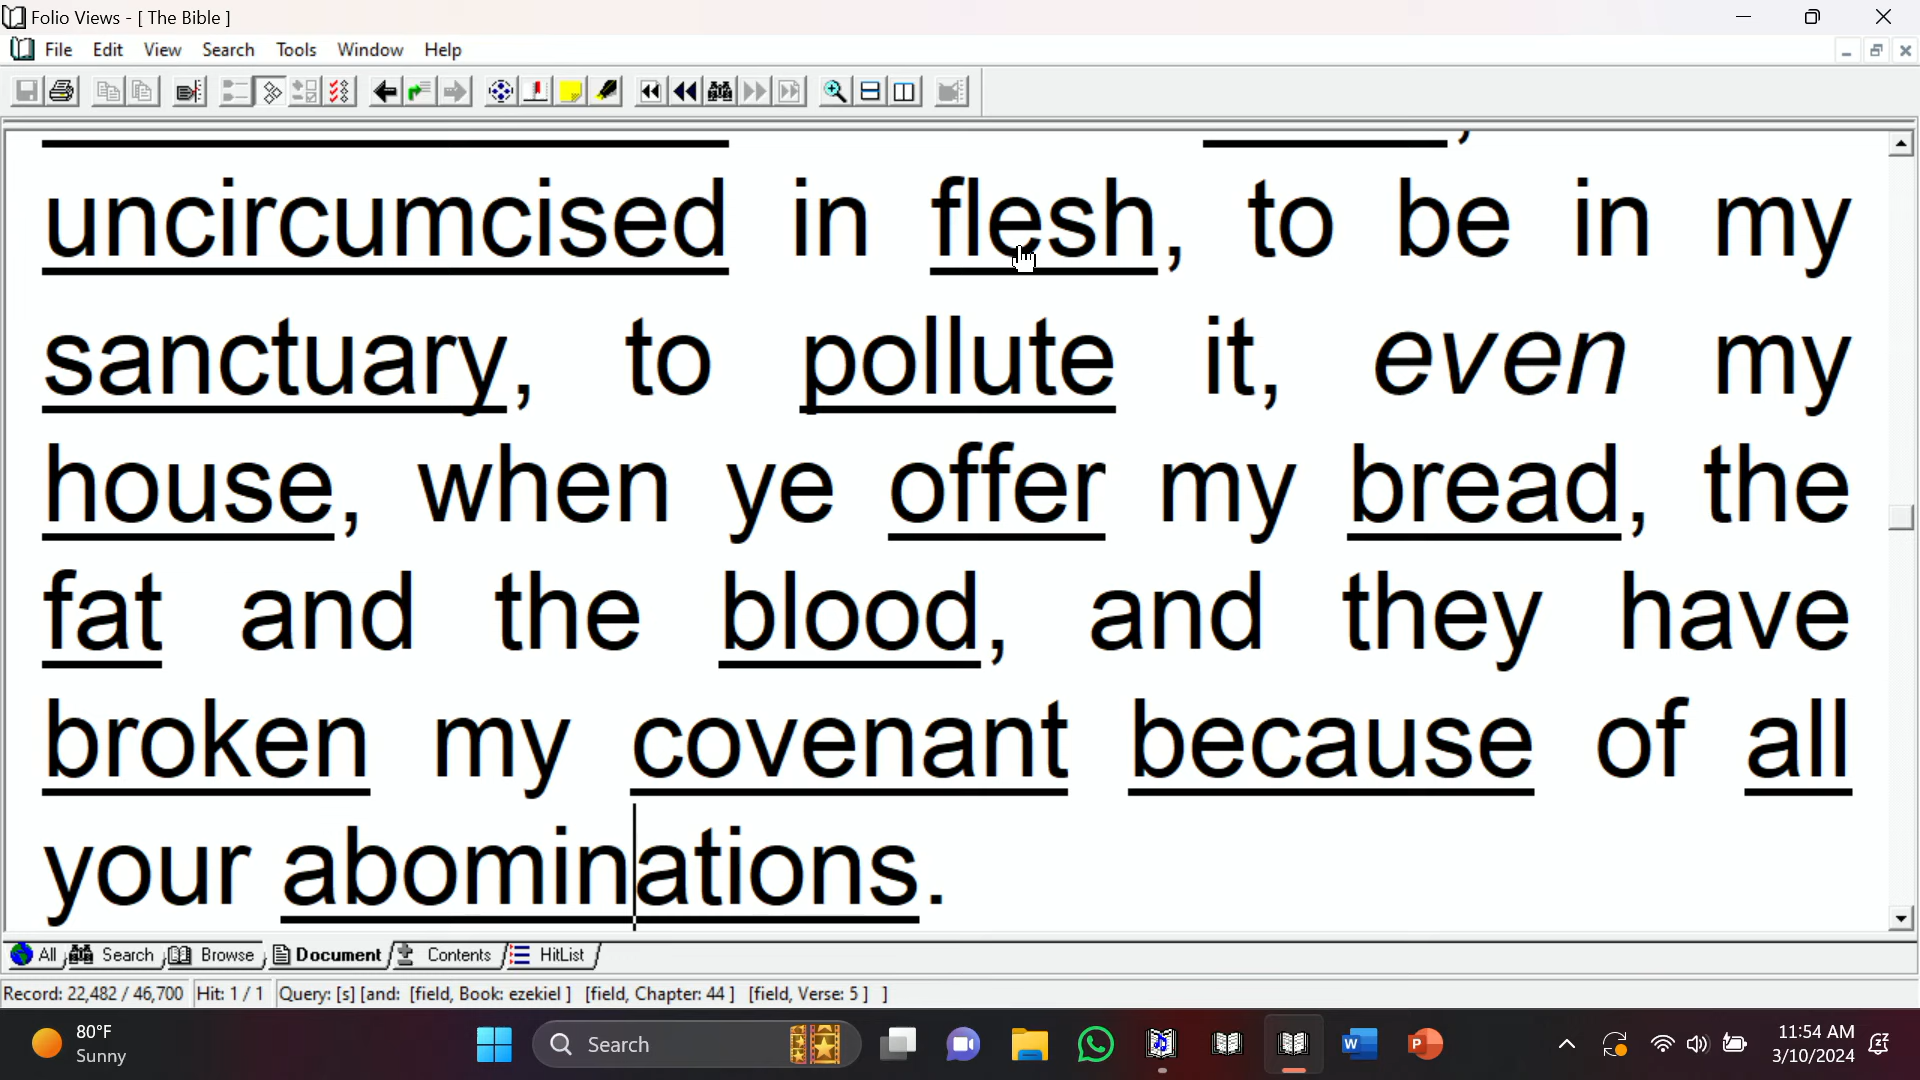 Folio Views - [ The Bible ]
File Edit View Search Tools Window Help
uncircumcised in flesh, to be in my
sanctuary, to pollute it, even my
house, when ye offer my bread, the
fat and the blood, and they have
broken my covenant because of all
your abominations.
All Search Browse Document Contents HitList
Record: 22,482 / 46,700 Hit: 1 / 1 Query: [s] [and: [field, Book: ezekiel ] [field, Chapter: 44 ] [field, Verse: 5 ] ]
80°F
Sunny
Search
11:54 AM
3/10/2024